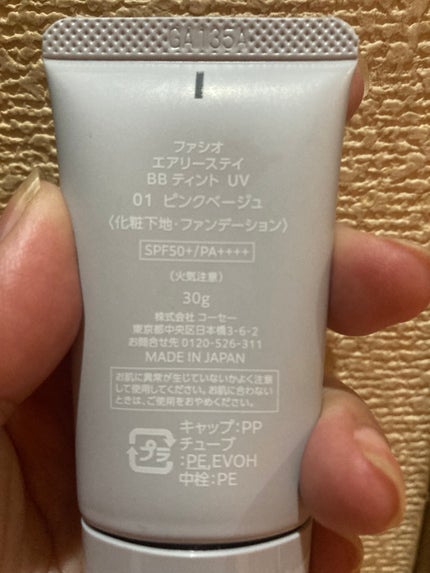 GA135A
ファシオ
エアリーステイ
BB ティント UV
01 ピンクベージュ
〈化粧下地・ファンデーション〉
SPF50+/PA++++
(火気注意)
30g
株式会社 コーセー
東京都中央区日本橋3-6-2
お問合せ先 0120-526-311
MADE IN JAPAN
お肌に異常が生じていないかよく注意
して使用してください。お肌に合わない
ときは、ご使用をおやめください。
プラ
キャップ:PP
チューブ
:PE,EVOH
中栓:PE